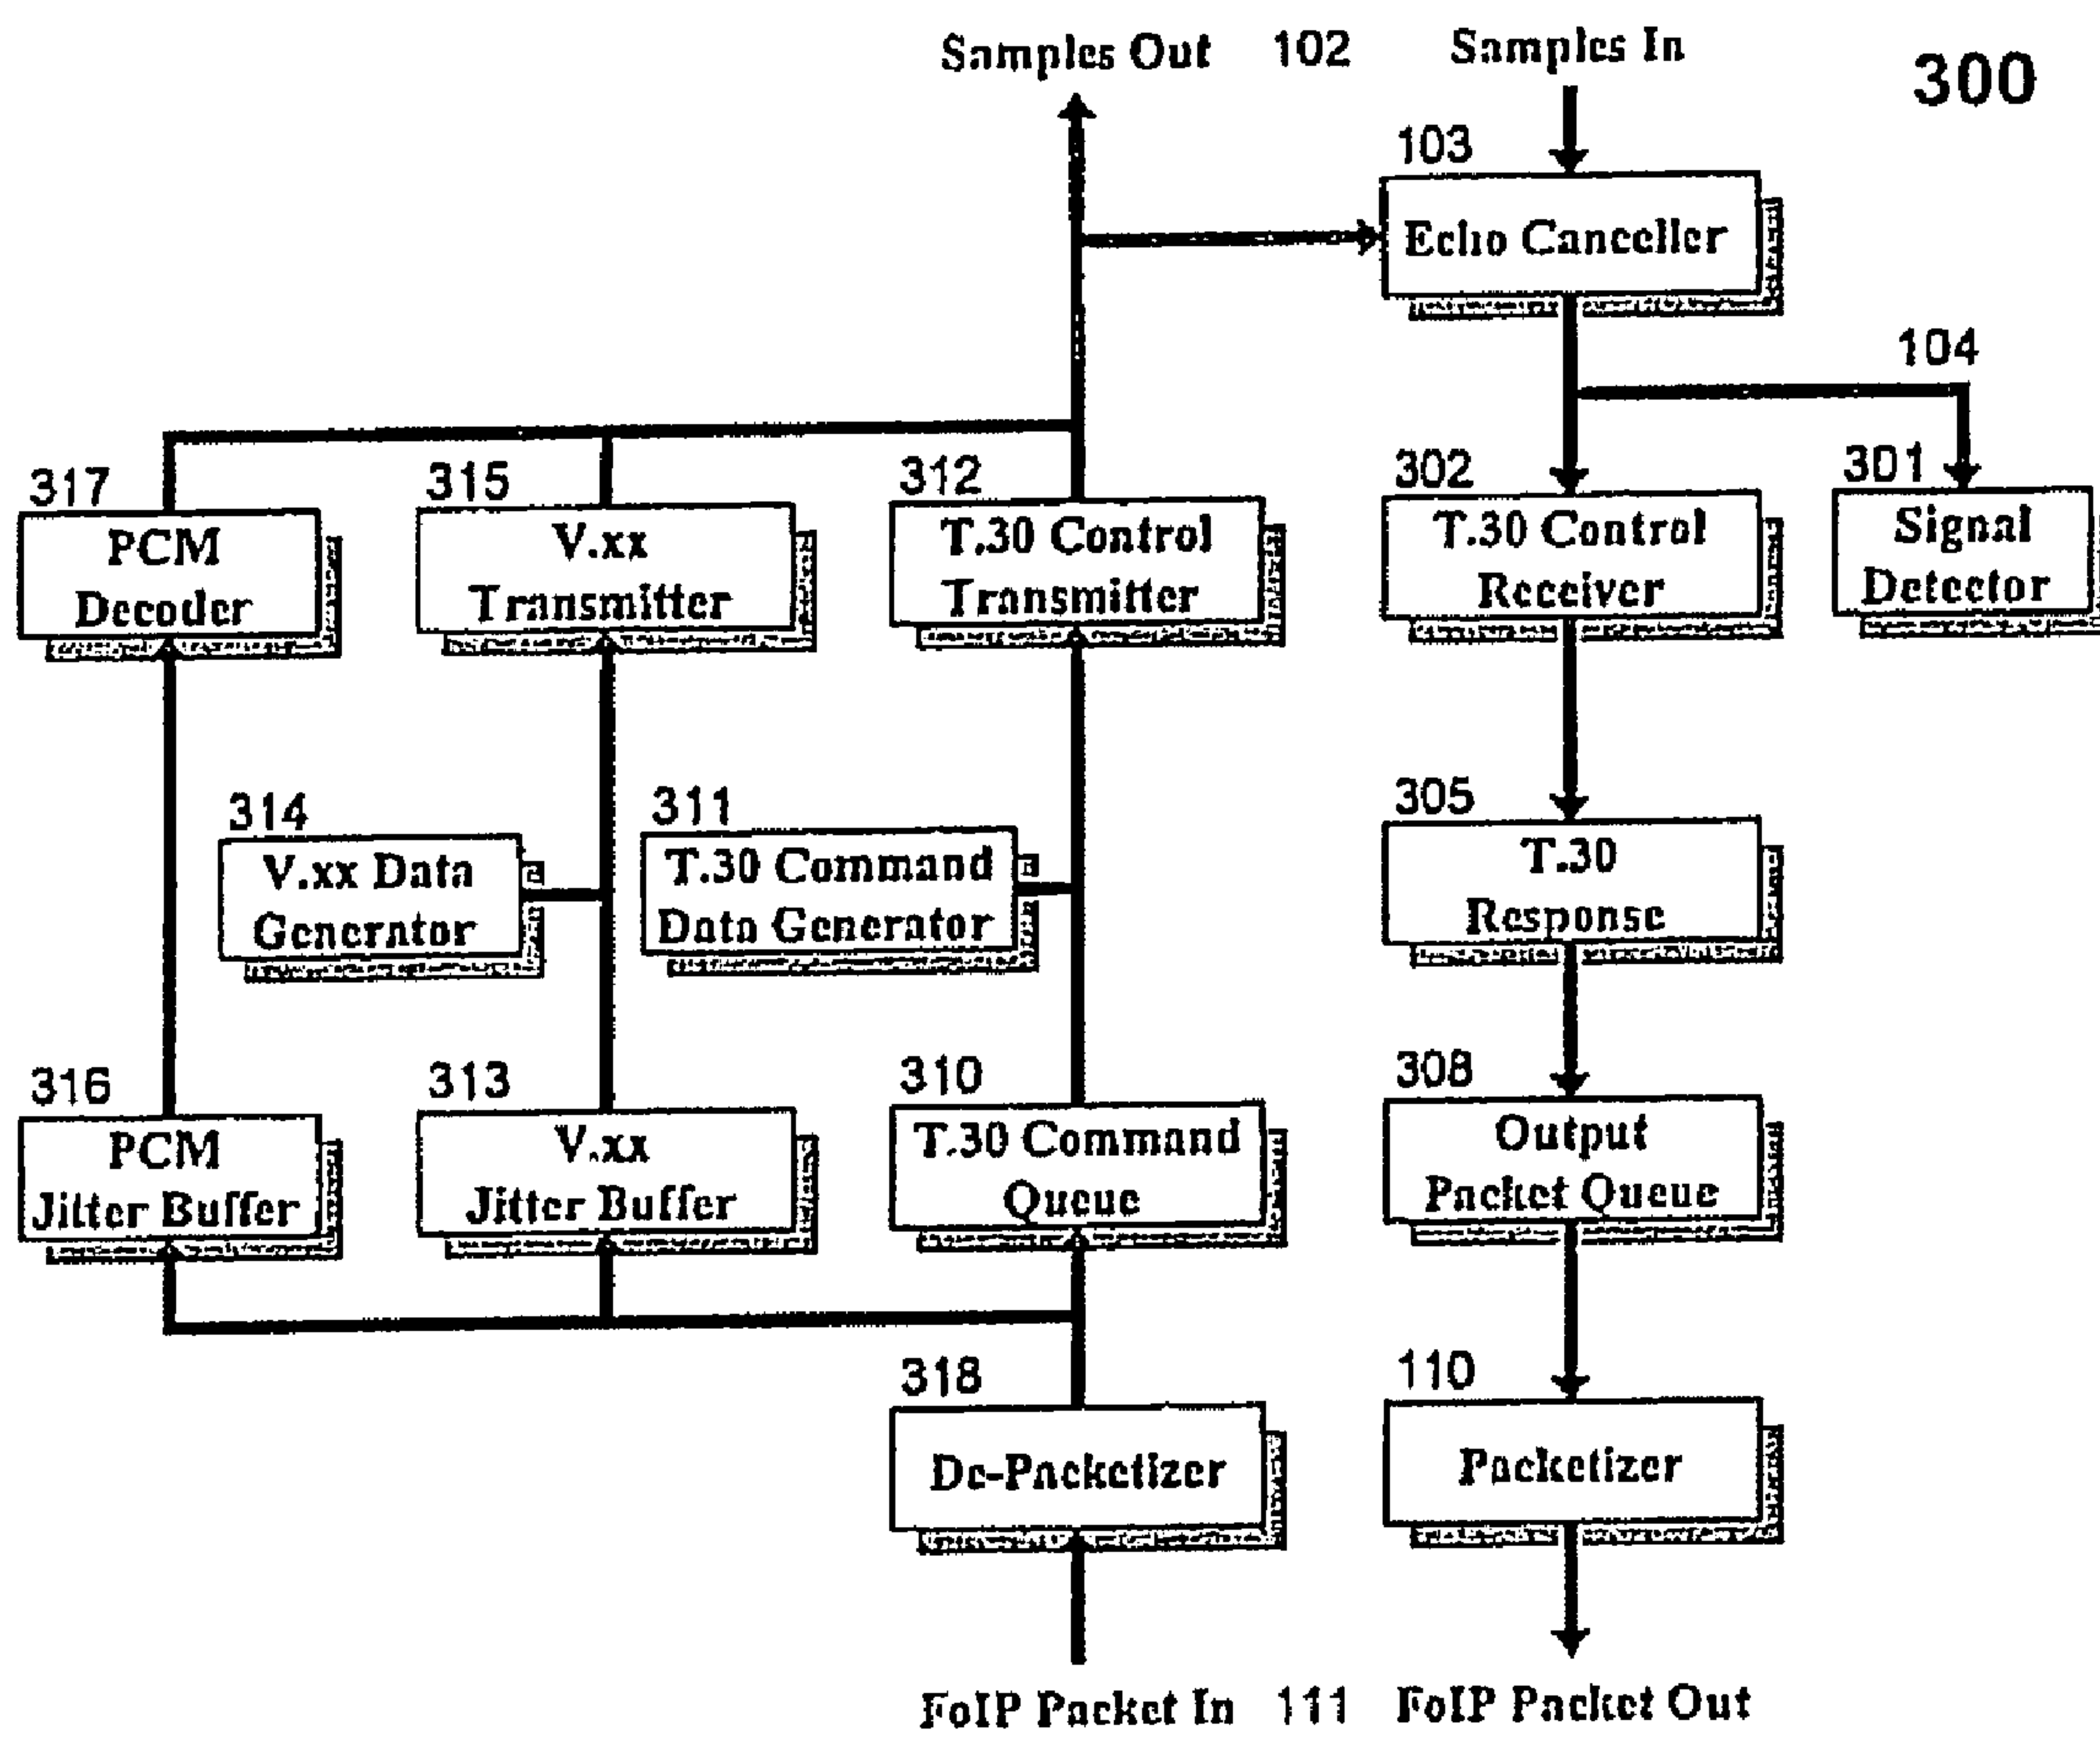 Samples Out 102 Samples In
300
103
Echo Canceller
104
317
315
312
302
301
PCM
Decoder
V.xx
Transmitter
T.30 Control
Transmitter
T.30 Control
Receiver
Signal
Detector
314
311
305
V.xx Data
Generator
T.30 Command
Data Generator
T.30
Response
316
313
310
308
PCM
Jitter Buffer
V.xx
Jitter Buffer
T.30 Command
Queue
Output
Packet Queue
318
110
De-Packetizer
Packetizer
FoIP Packet In 111 FoIP Packet Out